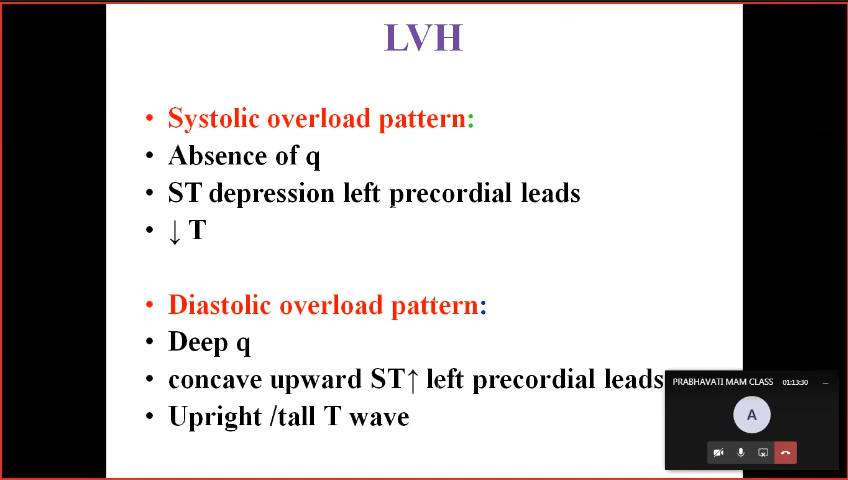 LVH
• Systolic overload pattern:
• Absence of q
• ST depression left precordial leads
• ↓ T
• Diastolic overload pattern:
• Deep q
• concave upward ST↑ left precordial leads
• Upright /tall T wave
PRABHAVATI MAM CLASS 01:13:30
A